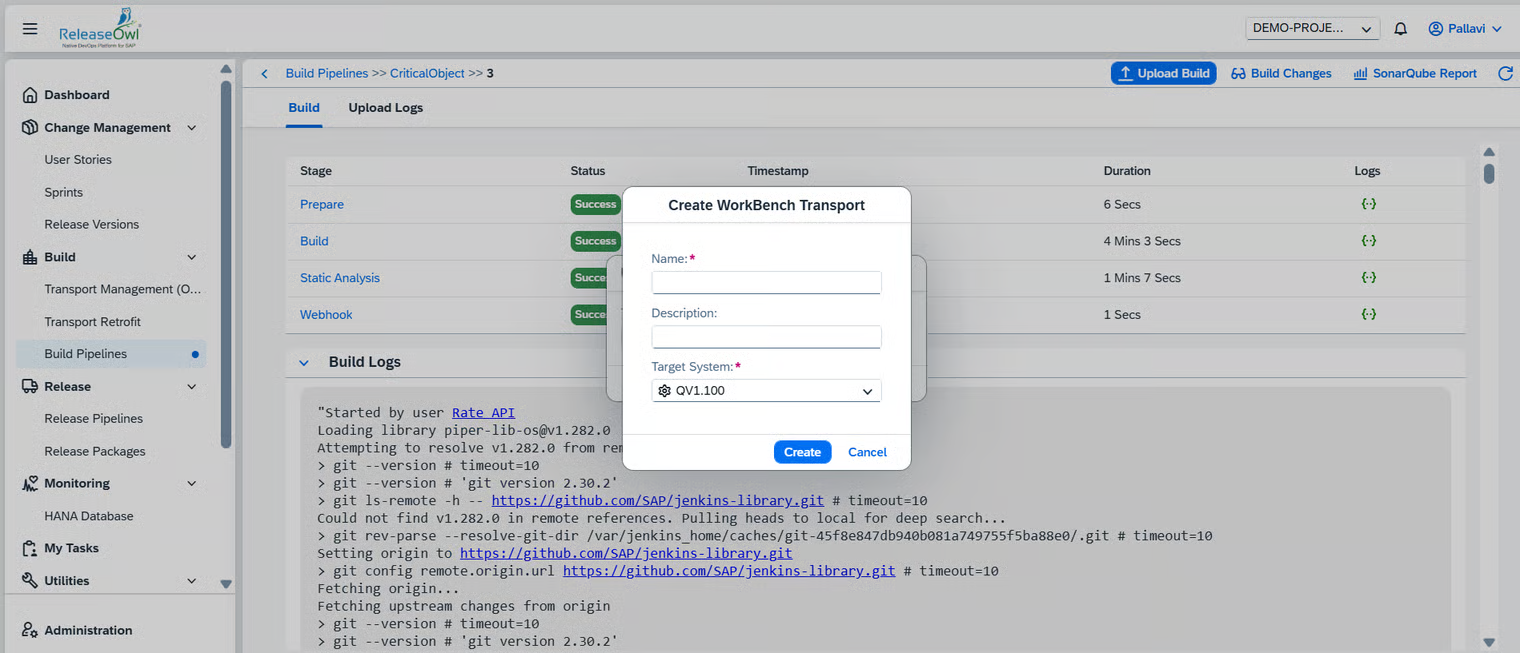 ReleaseOwl
Native DevOps Platform for SAP
DEMO-PROJE...
Pallavi
Dashboard
Change Management
User Stories
Sprints
Release Versions
Build
Transport Management (O...
Transport Retrofit
Build Pipelines
Release
Release Pipelines
Release Packages
Monitoring
HANA Database
My Tasks
Utilities
Administration
Build Pipelines >> CriticalObject >> 3
Upload Build
Build Changes
SonarQube Report
Build
Upload Logs
Stage Status Timestamp Duration Logs
Prepare Success 6 Secs {··}
Build Success 4 Mins 3 Secs {··}
Static Analysis Succe 1 Mins 7 Secs {··}
Webhook Succe 1 Secs {··}
Create WorkBench Transport
Name:*
Description:
Target System:*
QV1.100
Create Cancel
Build Logs
"Started by user Rate API
Loading library piper-lib-os@v1.282.0
Attempting to resolve v1.282.0 from rem
> git --version # timeout=10
> git --version # 'git version 2.30.2'
> git ls-remote -h -- https://github.com/SAP/jenkins-library.git # timeout=10
Could not find v1.282.0 in remote references. Pulling heads to local for deep search...
> git rev-parse --resolve-git-dir /var/jenkins_home/caches/git-45f8e847db940b081a749755f5ba88e0/.git # timeout=10
Setting origin to https://github.com/SAP/jenkins-library.git
> git config remote.origin.url https://github.com/SAP/jenkins-library.git # timeout=10
Fetching origin...
Fetching upstream changes from origin
> git --version # timeout=10
> git --version # 'git version 2.30.2'